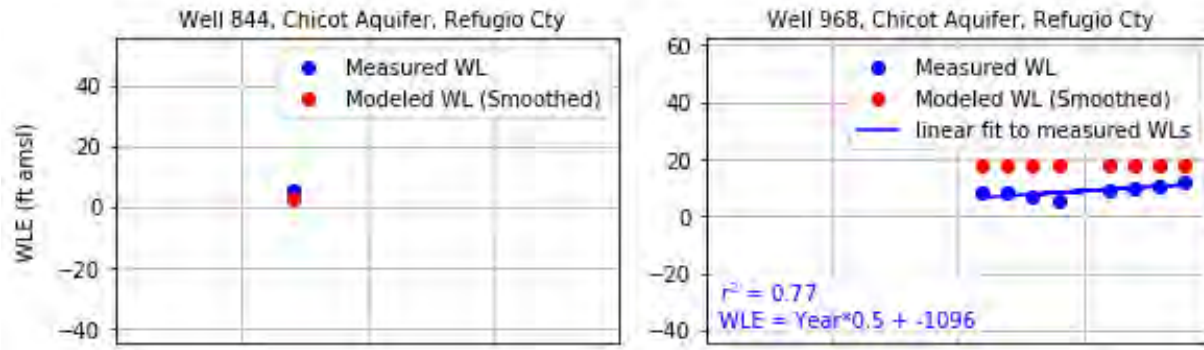 Well 844, Chicot Aquifer, Refugio Cty
WLE (ft amsl)
40
20
0
−20
−40
Measured WL
Modeled WL (Smoothed)
Well 968, Chicot Aquifer, Refugio Cty
60
40
20
0
−20
−40
Measured WL
Modeled WL (Smoothed)
linear fit to measured WLs
r² = 0.77
WLE = Year*0.5 + -1096